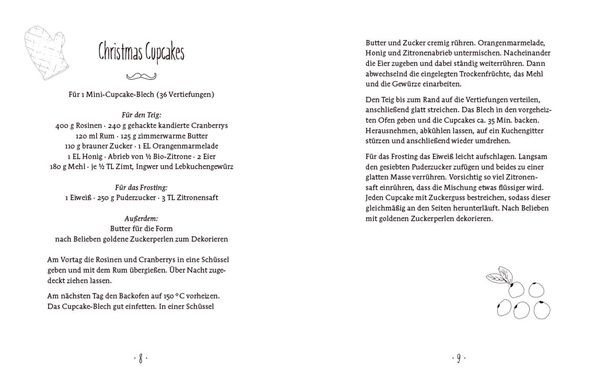 Christmas Cupcakes
Für 1 Mini-Cupcake-Blech (36 Vertiefungen)
Für den Teig:
400 g Rosinen · 240 g gehackte kandierte Cranberrys
120 ml Rum · 125 g zimmerwarme Butter
110 g brauner Zucker · 1 EL Orangenmarmelade
1 EL Honig · Abrieb von ½ Bio-Zitrone · 2 Eier
180 g Mehl · je ½ TL Zimt, Ingwer und Lebkuchengewürz
Für das Frosting:
1 Eiweiß · 250 g Puderzucker · 3 TL Zitronensaft
Außerdem:
Butter für die Form
nach Belieben goldene Zuckerperlen zum Dekorieren
Am Vortag die Rosinen und Cranberrys in eine Schüssel
geben und mit dem Rum übergießen. Über Nacht zuge-
deckt ziehen lassen.
Am nächsten Tag den Backofen auf 150 °C vorheizen.
Das Cupcake-Blech gut einfetten. In einer Schüssel
· 8 ·
Butter und Zucker cremig rühren. Orangenmarmelade,
Honig und Zitronenabrieb untermischen. Nacheinander
die Eier zugeben und dabei ständig weiterrühren. Dann
abwechselnd die eingelegten Trockenfrüchte, das Mehl
und die Gewürze einarbeiten.
Den Teig bis zum Rand auf die Vertiefungen verteilen,
anschließend glatt streichen. Das Blech in den vorgeheiz-
ten Ofen geben und die Cupcakes ca. 35 Min. backen.
Herausnehmen, abkühlen lassen, auf ein Kuchengitter
stürzen und anschließend wieder umdrehen.
Für das Frosting das Eiweiß leicht aufschlagen. Langsam
den gesiebten Puderzucker zufügen und beides zu einer
glatten Masse verrühren. Vorsichtig so viel Zitronen-
saft einrühren, dass die Mischung etwas flüssiger wird.
Jeden Cupcake mit Zuckerguss bestreichen, sodass dieser
gleichmäßig an den Seiten herunterläuft. Nach Belieben
mit goldenen Zuckerperlen dekorieren.
· 9 ·